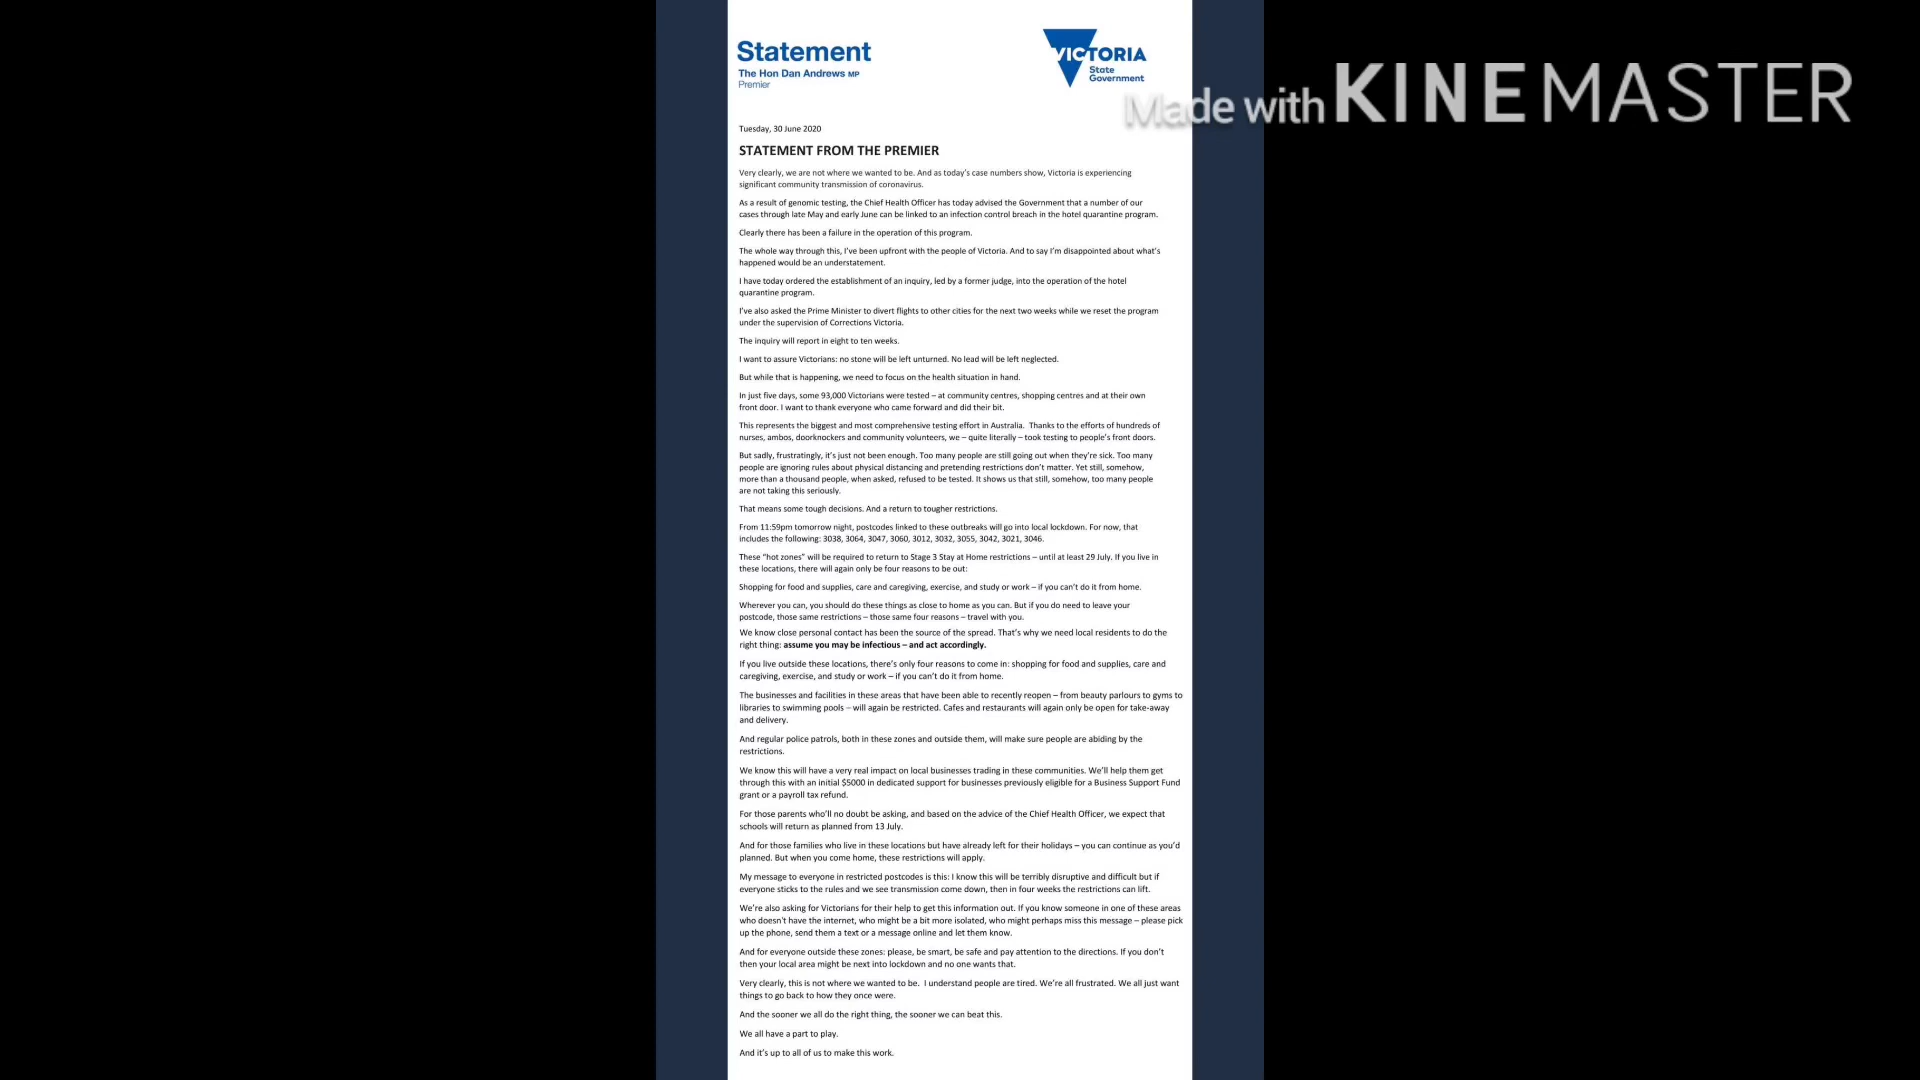 Statement
The Hon Dan Andrews MP
Premier
VICTORIA
State
Government
Made with KINEMASTER
Tuesday, 30 June 2020
STATEMENT FROM THE PREMIER
Very clearly, we are not where we wanted to be. And as today's case numbers show, Victoria is experiencing
significant community transmission of coronavirus.
As a result of genomic testing, the Chief Health Officer has today advised the Government that a number of our
cases through late May and early June can be linked to an infection control breach in the hotel quarantine program.
Clearly there has been a failure in the operation of this program.
The whole way through this, I've been upfront with the people of Victoria. And to say I'm disappointed about what's
happened would be an understatement.
I have today ordered the establishment of an inquiry, led by a former judge, into the operation of the hotel
quarantine program.
I've also asked the Prime Minister to divert flights to other cities for the next two weeks while we reset the program
under the supervision of Corrections Victoria.
The inquiry will report in eight to ten weeks.
I want to assure Victorians: no stone will be left unturned. No lead will be left neglected.
But while that is happening, we need to focus on the health situation in hand.
In just five days, some 93,000 Victorians were tested – at community centres, shopping centres and at their own
front door. I want to thank everyone who came forward and did their bit.
This represents the biggest and most comprehensive testing effort in Australia.  Thanks to the efforts of hundreds of
nurses, ambos, doorknockers and community volunteers, we – quite literally – took testing to people's front doors.
But sadly, frustratingly, it's just not been enough. Too many people are still going out when they're sick. Too many
people are ignoring rules about physical distancing and pretending restrictions don't matter. Yet still, somehow,
more than a thousand people, when asked, refused to be tested. It shows us that still, somehow, too many people
are not taking this seriously.
That means some tough decisions. And a return to tougher restrictions.
From 11:59pm tomorrow night, postcodes linked to these outbreaks will go into local lockdown. For now, that
includes the following: 3038, 3064, 3047, 3060, 3012, 3032, 3055, 3042, 3021, 3046.
These "hot zones" will be required to return to Stage 3 Stay at Home restrictions – until at least 29 July. If you live in
these locations, there will again only be four reasons to be out:
Shopping for food and supplies, care and caregiving, exercise, and study or work – if you can't do it from home.
Wherever you can, you should do these things as close to home as you can. But if you do need to leave your
postcode, those same restrictions – those same four reasons – travel with you.
We know close personal contact has been the source of the spread. That's why we need local residents to do the
right thing: assume you may be infectious – and act accordingly.
If you live outside these locations, there's only four reasons to come in: shopping for food and supplies, care and
caregiving, exercise, and study or work – if you can't do it from home.
The businesses and facilities in these areas that have been able to recently reopen – from beauty parlours to gyms to
libraries to swimming pools – will again be restricted. Cafes and restaurants will again only be open for take-away
and delivery.
And regular police patrols, both in these zones and outside them, will make sure people are abiding by the
restrictions.
We know this will have a very real impact on local businesses trading in these communities. We'll help them get
through this with an initial $5000 in dedicated support for businesses previously eligible for a Business Support Fund
grant or a payroll tax refund.
For those parents who'll no doubt be asking, and based on the advice of the Chief Health Officer, we expect that
schools will return as planned from 13 July.
And for those families who live in these locations but have already left for their holidays – you can continue as you'd
planned. But when you come home, these restrictions will apply.
My message to everyone in restricted postcodes is this: I know this will be terribly disruptive and difficult but if
everyone sticks to the rules and we see transmission come down, then in four weeks the restrictions can lift.
We're also asking for Victorians for their help to get this information out. If you know someone in one of these areas
who doesn't have the internet, who might be a bit more isolated, who might perhaps miss this message – please pick
up the phone, send them a text or a message online and let them know.
And for everyone outside these zones: please, be smart, be safe and pay attention to the directions. If you don't
then your local area might be next into lockdown and no one wants that.
Very clearly, this is not where we wanted to be.  I understand people are tired. We're all frustrated. We all just want
things to go back to how they once were.
And the sooner we all do the right thing, the sooner we can beat this.
We all have a part to play.
And it's up to all of us to make this work.